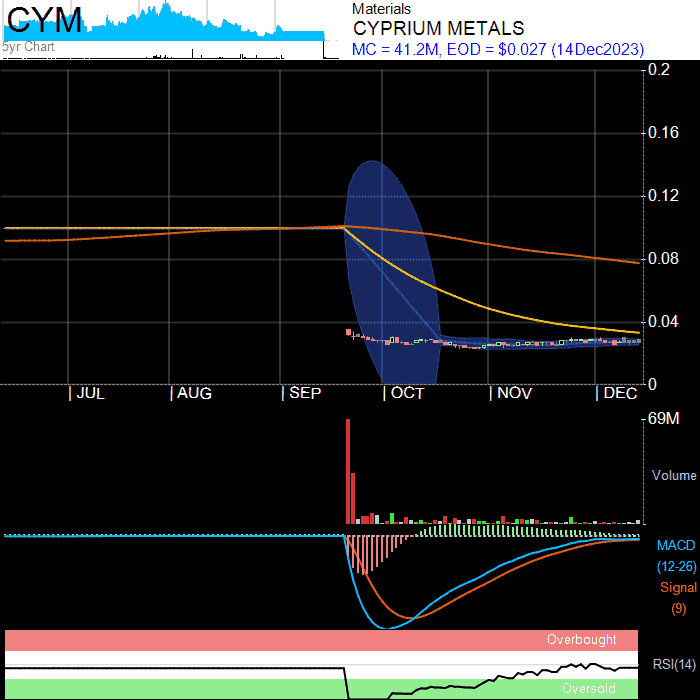 CYM
5yr Chart
Materials
CYPRIUM METALS
MC = 41.2M, EOD = $0.027 (14Dec2023)
0.2
0.16
0.12
0.08
0.04
0
JUL AUG SEP OCT NOV DEC
69M
Volume
MACD
(12-26)
Signal
(9)
Overbought
RSI(14)
Oversold